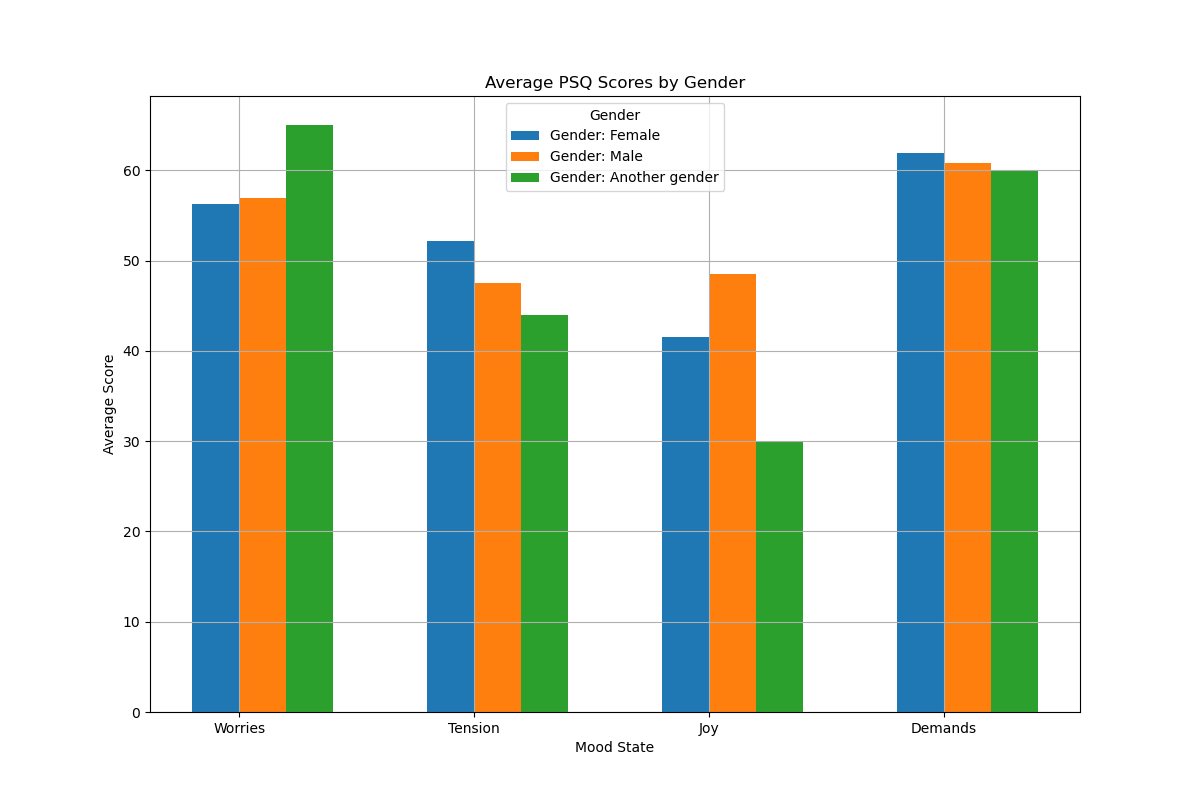 Average PSQ Scores by Gender
Gender
Gender: Female
Gender: Male
Gender: Another gender
Average Score
60
50
40
30
20
10
0
Worries
Tension
Joy
Demands
Mood State